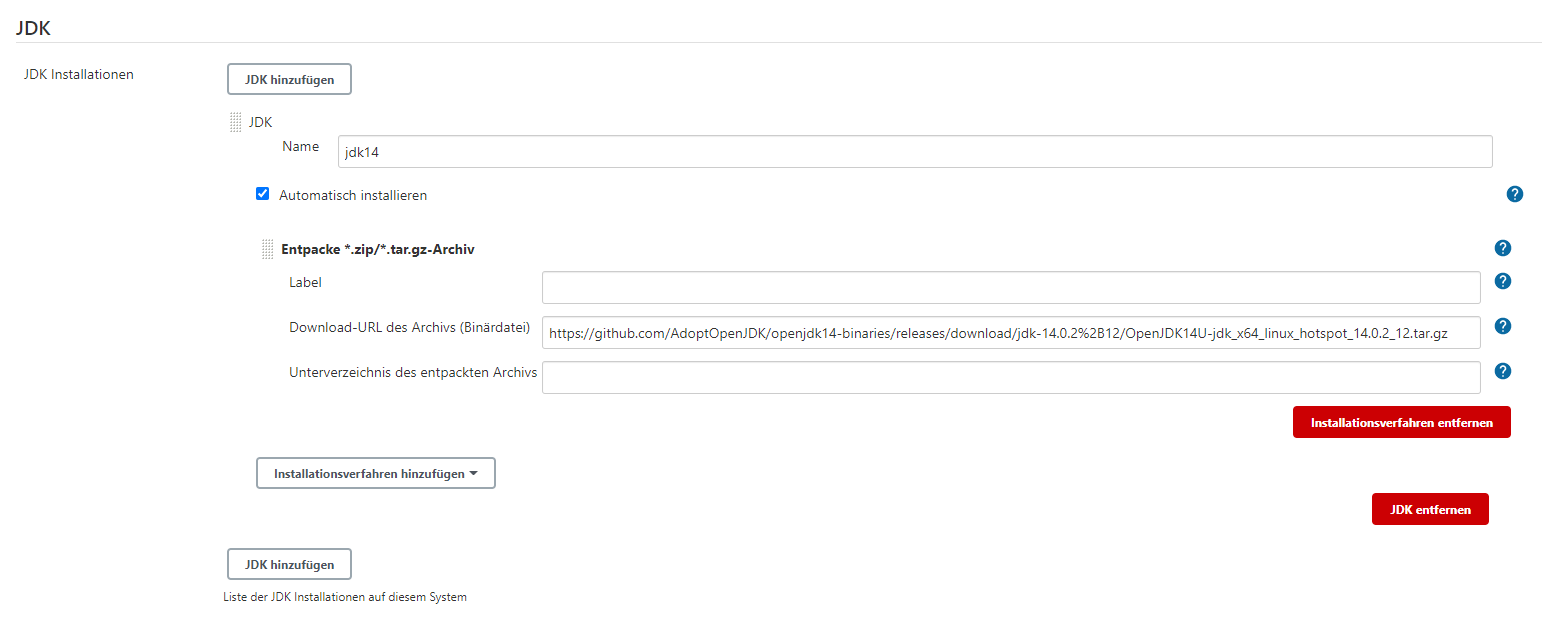 JDK
JDK Installationen
JDK hinzufügen
JDK
Name
jdk14
Automatisch installieren
?
Entpacke *.zip/*.tar.gz-Archiv
?
Label
?
Download-URL des Archivs (Binärdatei)
https://github.com/AdoptOpenJDK/openjdk14-binaries/releases/download/jdk-14.0.2%2B12/OpenJDK14U-jdk_x64_linux_hotspot_14.0.2_12.tar.gz
?
Unterverzeichnis des entpackten Archivs
?
Installationsverfahren entfernen
Installationsverfahren hinzufügen
JDK entfernen
JDK hinzufügen
Liste der JDK Installationen auf diesem System